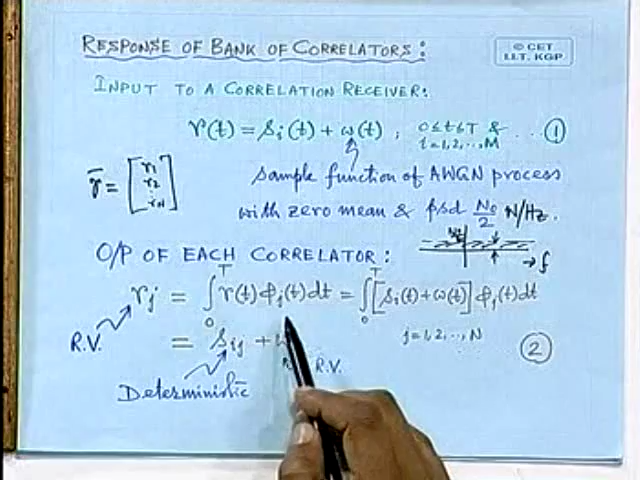 RESPONSE OF BANK OF CORRELATORS:
© CET
I.I.T. KGP
INPUT TO A CORRELATION RECEIVER:
r(t) = si(t) + w(t) , 0≤t≤T & ... (1)
i=1,2,..,M
r̄ = [r1 r2 : rN]
sample function of AWGN process
with zero mean & psd No/2 W/Hz.
O/P OF EACH CORRELATOR:
→ f
rj = ∫0T r(t) φj(t) dt = ∫0T [si(t) + w(t)] φj(t) dt
= sij + w
j=1,2,.., N
(2)
R.V.
R.V.
Deterministic